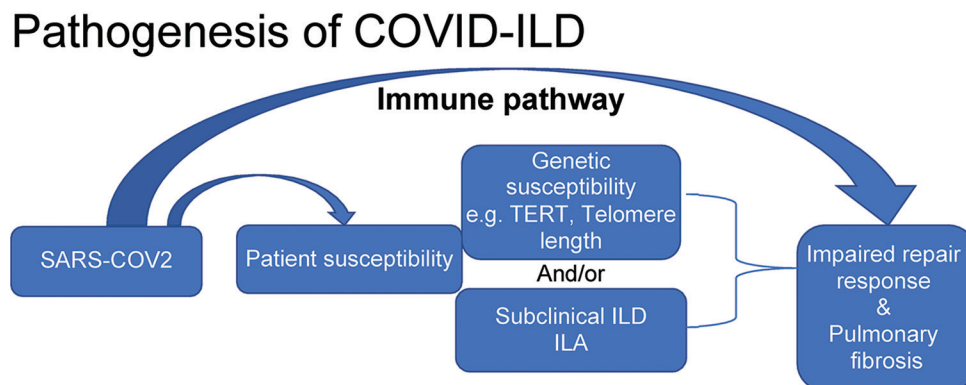 Pathogenesis of COVID-ILD
Immune pathway
SARS-COV2
Patient susceptibility
Genetic
susceptibility
e.g. TERT, Telomere
length
And/or
Subclinical ILD
ILA
Impaired repair
response
&
Pulmonary
fibrosis